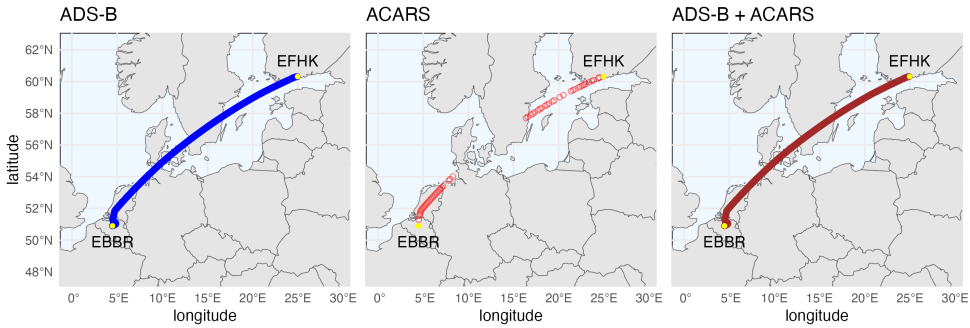 ADS-B
ACARS
ADS-B + ACARS
62°N
60°N
58°N
56°N
54°N
52°N
50°N
48°N
latitude
EFHK
EBBR
EFHK
EBBR
EFHK
EBBR
0° 5°E 10°E 15°E 20°E 25°E 30°E
0° 5°E 10°E 15°E 20°E 25°E 30°E
0° 5°E 10°E 15°E 20°E 25°E 30°E
longitude
longitude
longitude